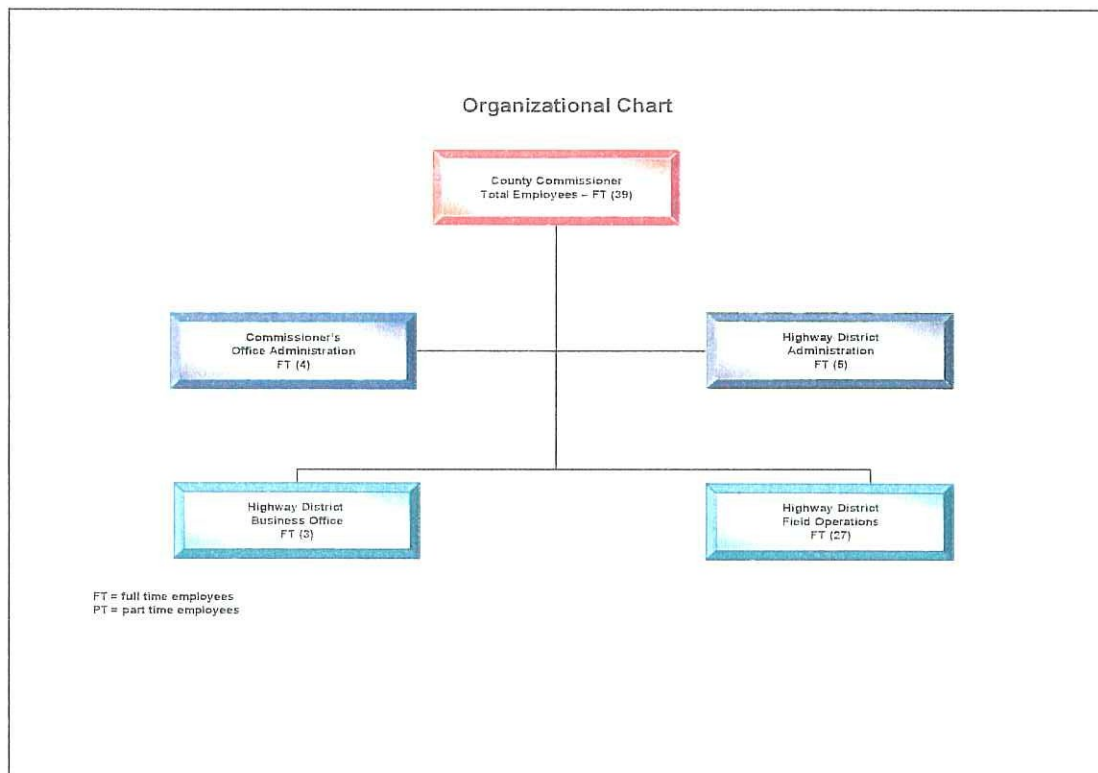 Organizational Chart
County Commissioner
Total Employees – FT (39)
Commissioner's
Office Administration
FT (4)
Highway District
Administration
FT (5)
Highway District
Business Office
FT (3)
Highway District
Field Operations
FT (27)
FT = full time employees
PT = part time employees